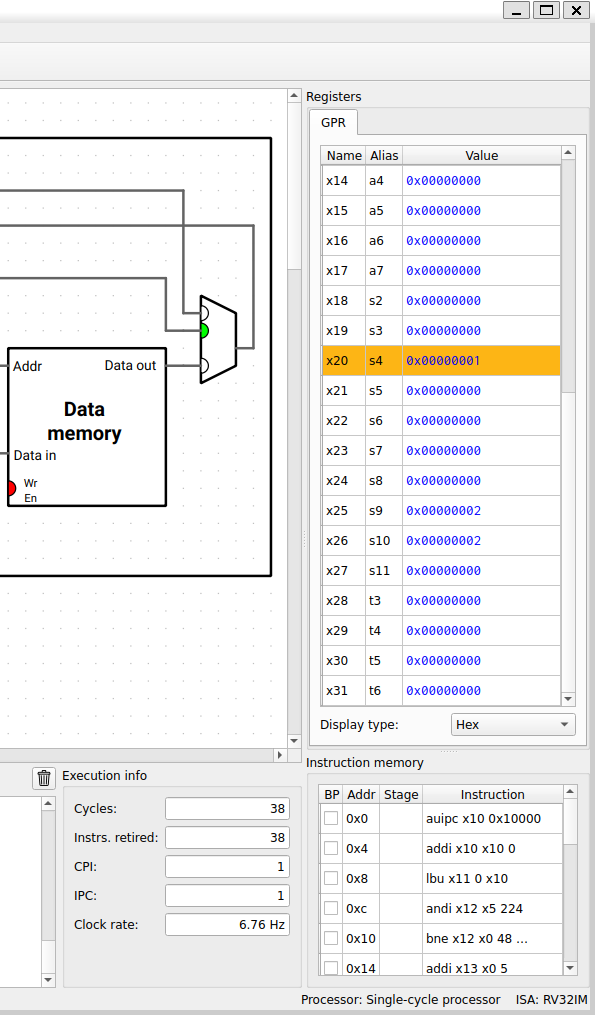 Registers
GPR
Name Alias Value
x14 a4 0x00000000
x15 a5 0x00000000
x16 a6 0x00000000
x17 a7 0x00000000
x18 s2 0x00000000
x19 s3 0x00000000
x20 s4 0x00000001
x21 s5 0x00000000
x22 s6 0x00000000
x23 s7 0x00000000
x24 s8 0x00000000
x25 s9 0x00000002
x26 s10 0x00000002
x27 s11 0x00000000
x28 t3 0x00000000
x29 t4 0x00000000
x30 t5 0x00000000
x31 t6 0x00000000
Display type: Hex
Addr Data out
Data
memory
Data in
Wr
En
Execution info
Cycles: 38
Instrs. retired: 38
CPI: 1
IPC: 1
Clock rate: 6.76 Hz
Instruction memory
BP Addr Stage Instruction
0x0 auipc x10 0x10000
0x4 addi x10 x10 0
0x8 lbu x11 0 x10
0xc andi x12 x5 224
0x10 bne x12 x0 48 ...
0x14 addi x13 x0 5
Processor: Single-cycle processor ISA: RV32IM